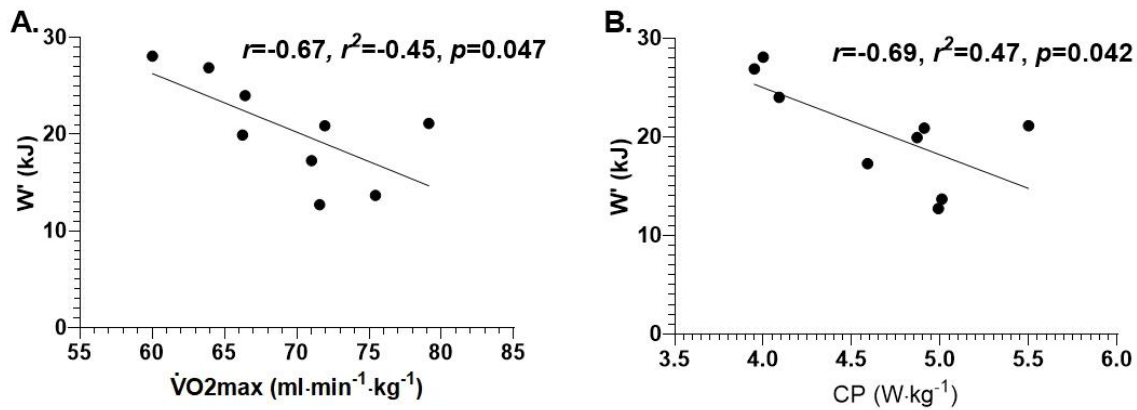 A.
r=-0.67, r²=-0.45, p=0.047
30
20
10
0
W' (kJ)
55 60 65 70 75 80 85
V̇O2max (ml·min⁻¹·kg⁻¹)
B.
r=-0.69, r²=0.47, p=0.042
30
20
10
0
W' (kJ)
3.5 4.0 4.5 5.0 5.5 6.0
CP (W·kg⁻¹)